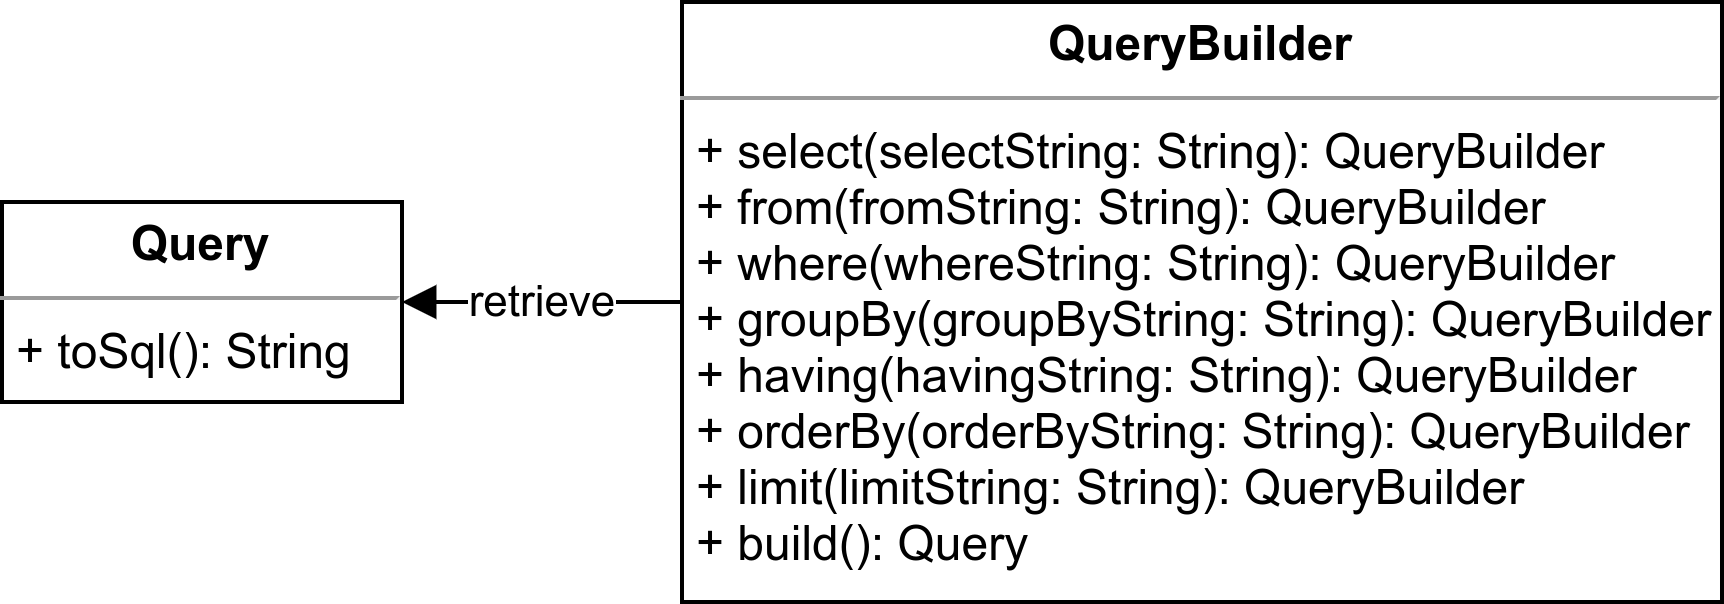 Query
+ toSql(): String
retrieve
QueryBuilder
+ select(selectString: String): QueryBuilder
+ from(fromString: String): QueryBuilder
+ where(whereString: String): QueryBuilder
+ groupBy(groupByString: String): QueryBuilder
+ having(havingString: String): QueryBuilder
+ orderBy(orderByString: String): QueryBuilder
+ limit(limitString: String): QueryBuilder
+ build(): Query